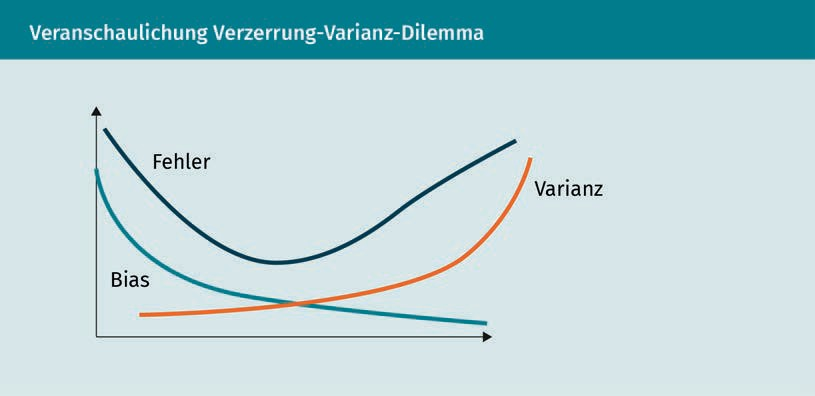 Veranschaulichung Verzerrung-Varianz-Dilemma
Fehler
Varianz
Bias